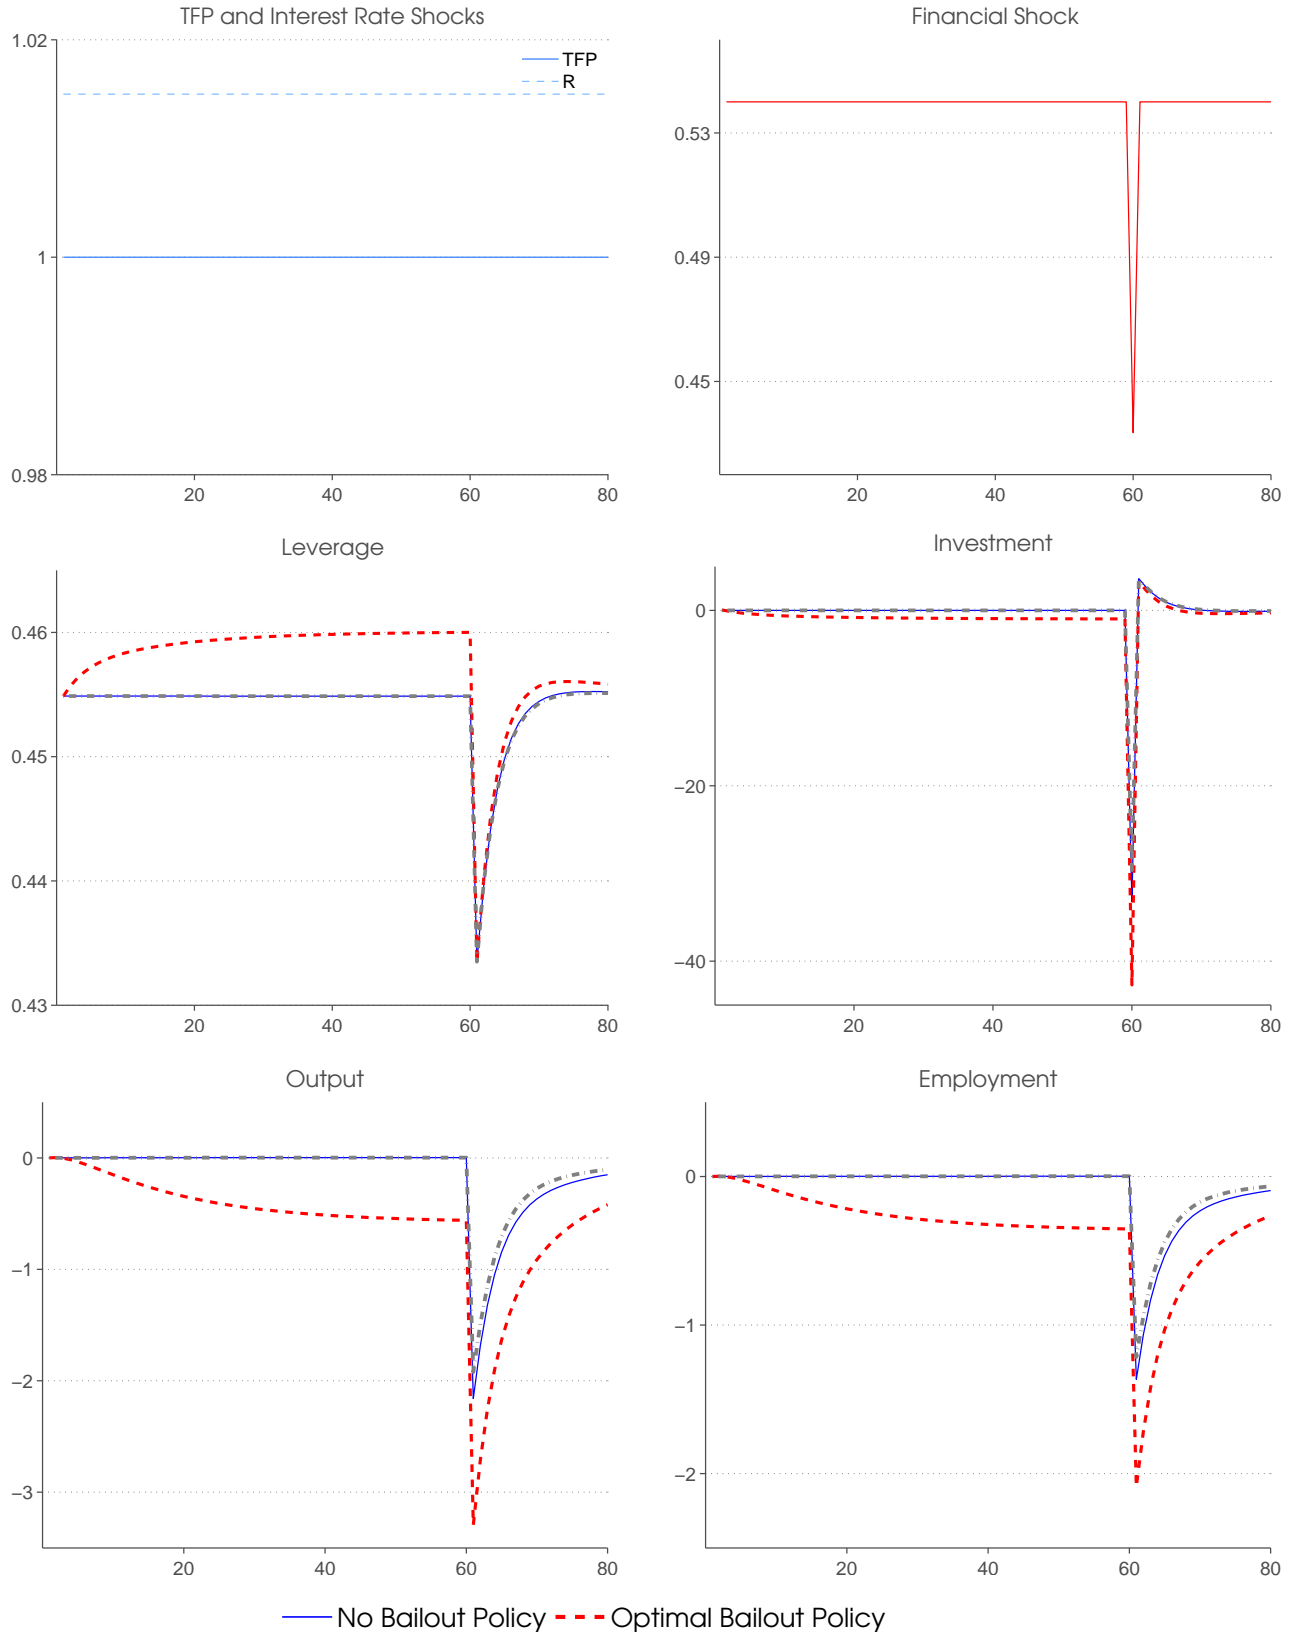 TFP and Interest Rate Shocks
1.02
1
0.98
20 40 60 80
TFP
R
Financial Shock
0.53
0.49
0.45
20 40 60 80
Leverage
0.46
0.45
0.44
0.43
20 40 60 80
Investment
0
−20
−40
20 40 60 80
Output
0
−1
−2
−3
20 40 60 80
Employment
0
−1
−2
20 40 60 80
No Bailout Policy Optimal Bailout Policy